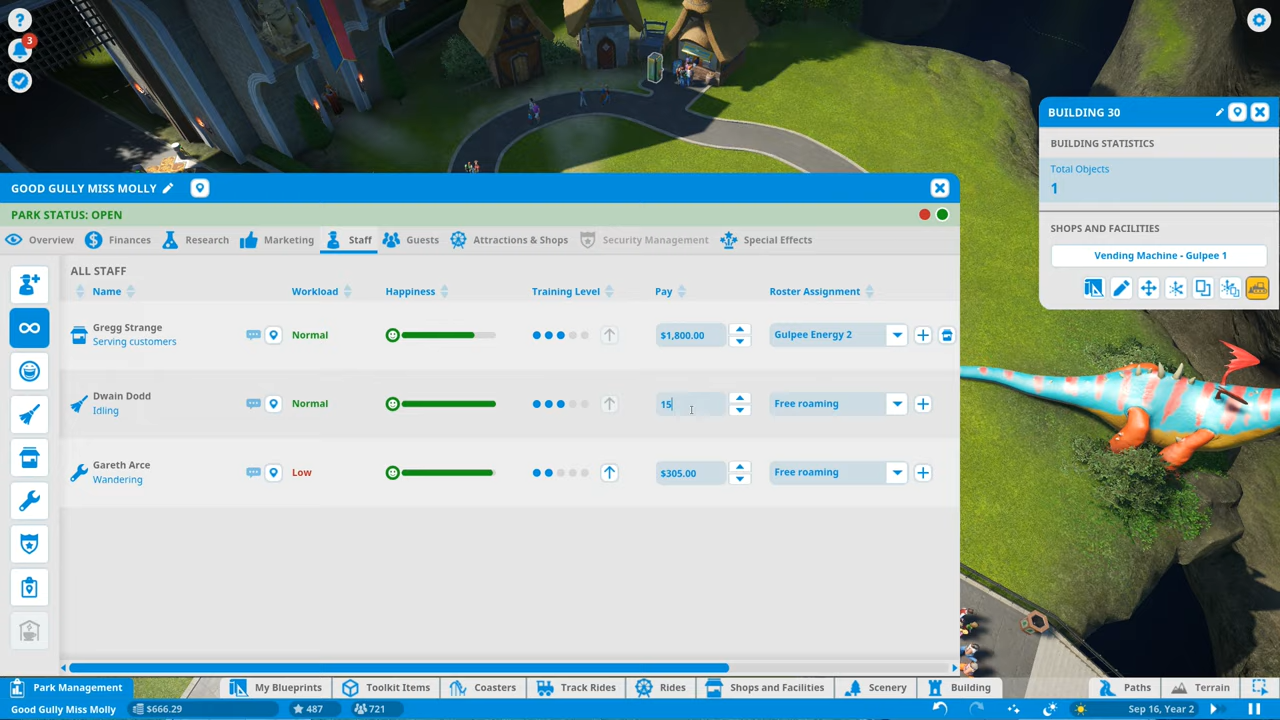 ?
3
BUILDING 30
BUILDING STATISTICS
Total Objects
1
SHOPS AND FACILITIES
Vending Machine - Gulpee 1
GOOD GULLY MISS MOLLY
PARK STATUS: OPEN
Overview Finances Research Marketing Staff Guests Attractions & Shops Security Management Special Effects
ALL STAFF
Name Workload Happiness Training Level Pay Roster Assignment
Gregg Strange
Serving customers
Normal
$1,800.00
Gulpee Energy 2
Dwain Dodd
Idling
Normal
15
Free roaming
Gareth Arce
Wandering
Low
$305.00
Free roaming
Park Management My Blueprints Toolkit Items Coasters Track Rides Rides Shops and Facilities Scenery Building Paths Terrain
Good Gully Miss Molly $666.29 487 721 Sep 16, Year 2